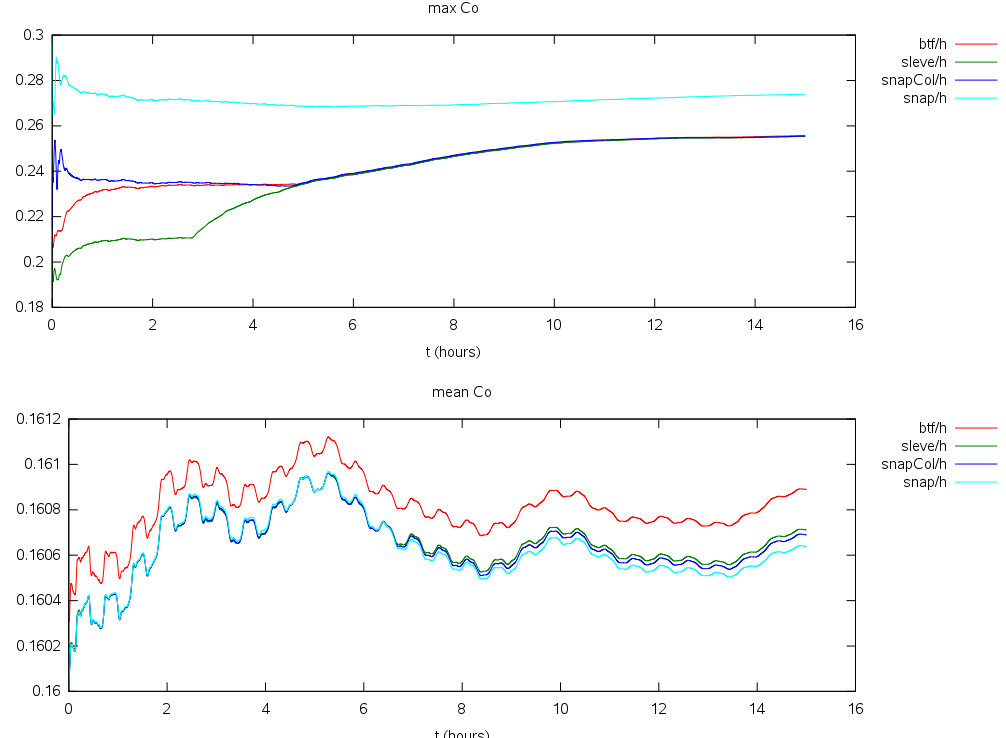 max Co
0.3
0.28
0.26
0.24
0.22
0.2
0.18
0 2 4 6 8 10 12 14 16
t (hours)
btf/h
sleve/h
snapCol/h
snap/h
mean Co
0.1612
0.161
0.1608
0.1606
0.1604
0.1602
0.16
0 2 4 6 8 10 12 14 16
t (hours)
btf/h
sleve/h
snapCol/h
snap/h